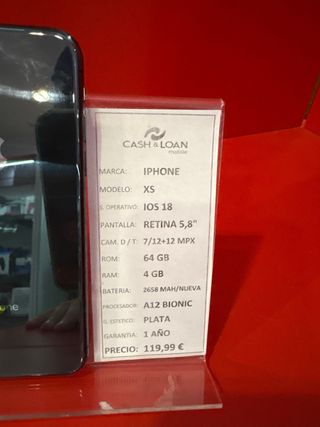 CASH & LOAN
mobile
MARCA: IPHONE
MODELO: XS
S. OPERATIVO: IOS 18
PANTALLA: RETINA 5,8"
CAM. D / T: 7/12+12 MPX
ROM: 64 GB
RAM: 4 GB
BATERIA: 2658 MAH/NUEVA
PROCESADOR: A12 BIONIC
G. ESTETICO: PLATA
GARANTIA: 1 AÑO
PRECIO: 119,99 €